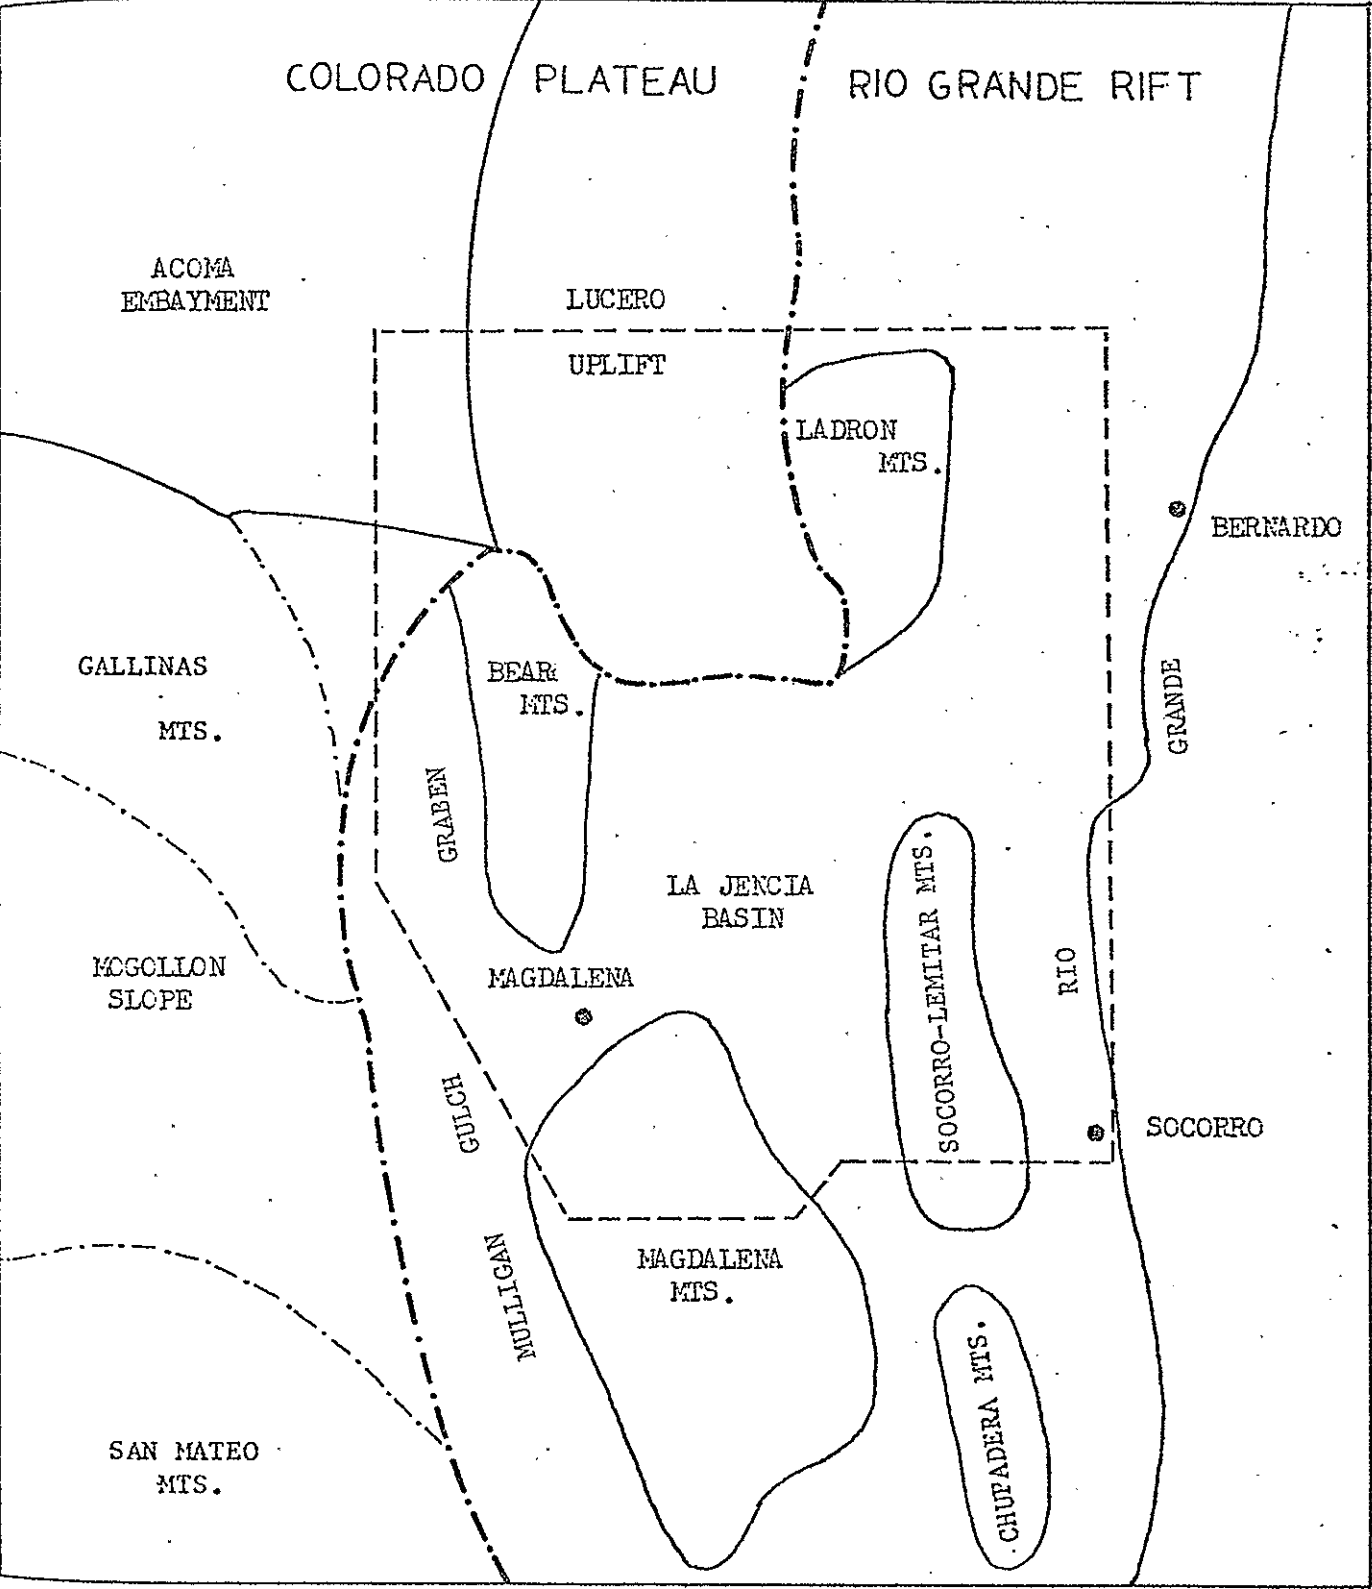 COLORADO PLATEAU
RIO GRANDE RIFT
ACOMA
EMBAYMENT
LUCERO
UPLIFT
LADRON
MTS.
BERNARDO
GALLINAS
MTS.
BEAR
MTS.
GRANDE
GRABEN
LA JENCIA
BASIN
SOCORRO-LEMITAR MTS.
RIO
MOGOLLON
SLOPE
MAGDALENA
GULCH
SOCORRO
MULLIGAN
MAGDALENA
MTS.
CHUPADERA MTS.
SAN MATEO
MTS.